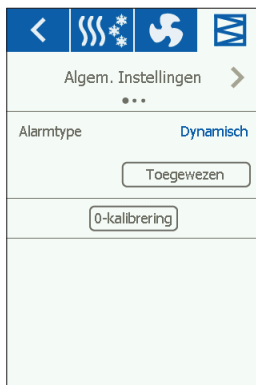 Algem. Instellingen
Alarmtype Dynamisch
Toegewezen
0-kalibrering